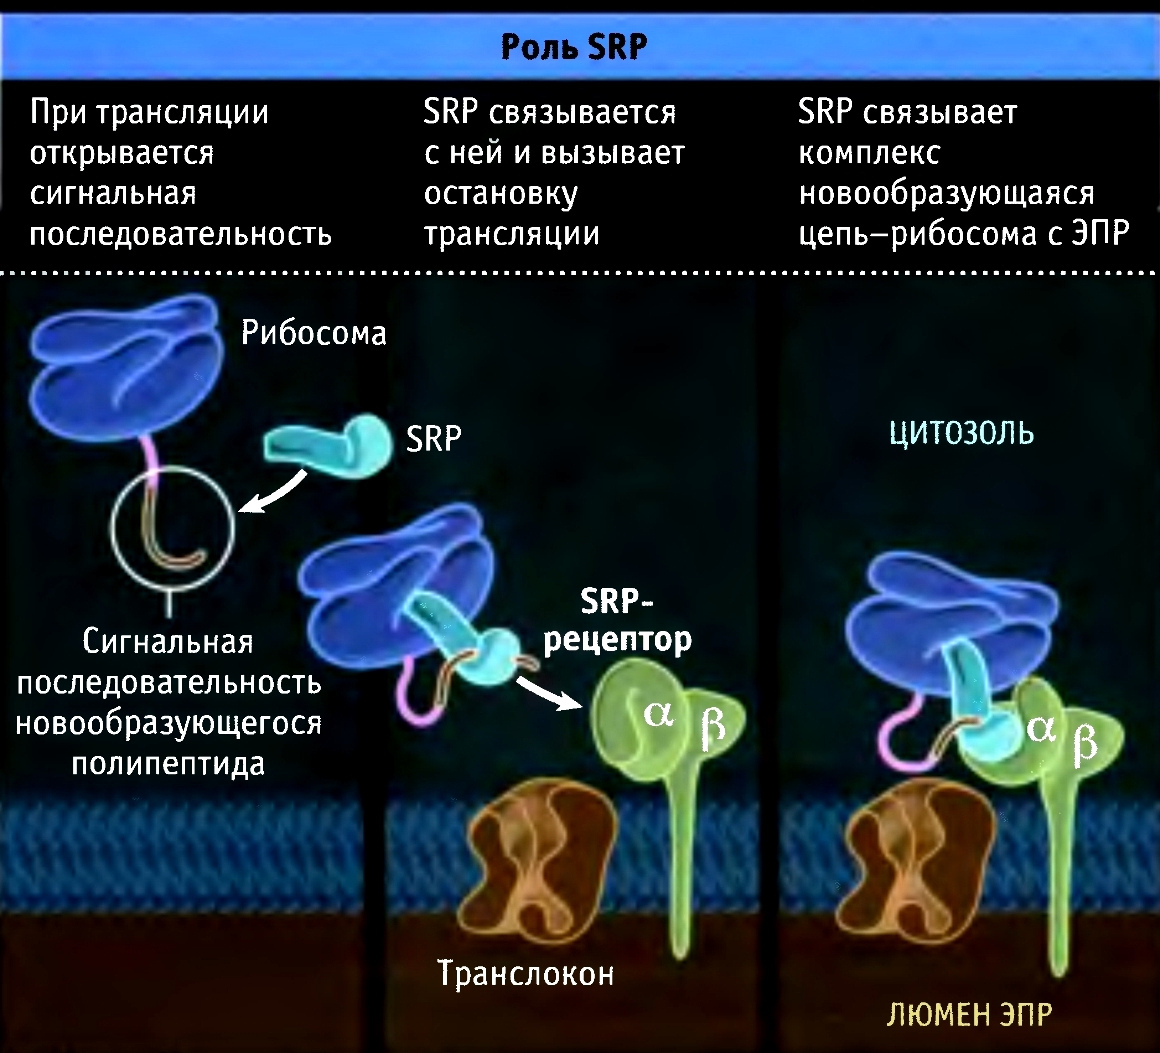 Роль SRP
При трансляции
открывается
сигнальная
последовательность
SRP связывается
с ней и вызывает
остановку
трансляции
SRP связывает
комплекс
новообразующаяся
цепь–рибосома с ЭПР
Рибосома
SRP
ЦИТОЗОЛЬ
SRP-
рецептор
Сигнальная
последовательность
новообразующегося
полипептида
α
β
α
β
Транслокон
ЛЮМЕН ЭПР